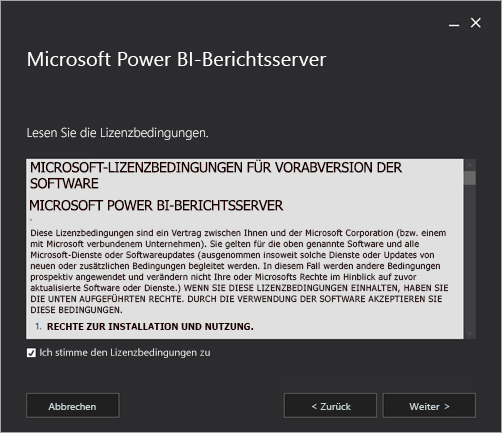 Microsoft Power BI-Berichtsserver
Lesen Sie die Lizenzbedingungen.
MICROSOFT-LIZENZBEDINGUNGEN FÜR VORABVERSION DER
SOFTWARE
MICROSOFT POWER BI-BERICHTSSERVER
Diese Lizenzbedingungen sind ein Vertrag zwischen Ihnen und der Microsoft Corporation (bzw. einem
mit Microsoft verbundenem Unternehmen). Sie gelten für die oben genannte Software und alle
Microsoft-Dienste oder Softwareupdates (ausgenommen insoweit solche Dienste oder Updates von
neuen oder zusätzlichen Bedingungen begleitet werden. In diesem Fall werden andere Bedingungen
prospektiv angewendet und verändern nicht Ihre oder Microsofts Rechte im Hinblick auf zuvor
aktualisierte Software oder Dienste.) WENN SIE DIESE LIZENZBEDINGUNGEN EINHALTEN, HABEN SIE
DIE UNTEN AUFGEFÜHRTEN RECHTE. DURCH DIE VERWENDUNG DER SOFTWARE AKZEPTIEREN SIE
DIESE BEDINGUNGEN.
1. RECHTE ZUR INSTALLATION UND NUTZUNG.
Ich stimme den Lizenzbedingungen zu
Abbrechen
< Zurück
Weiter >